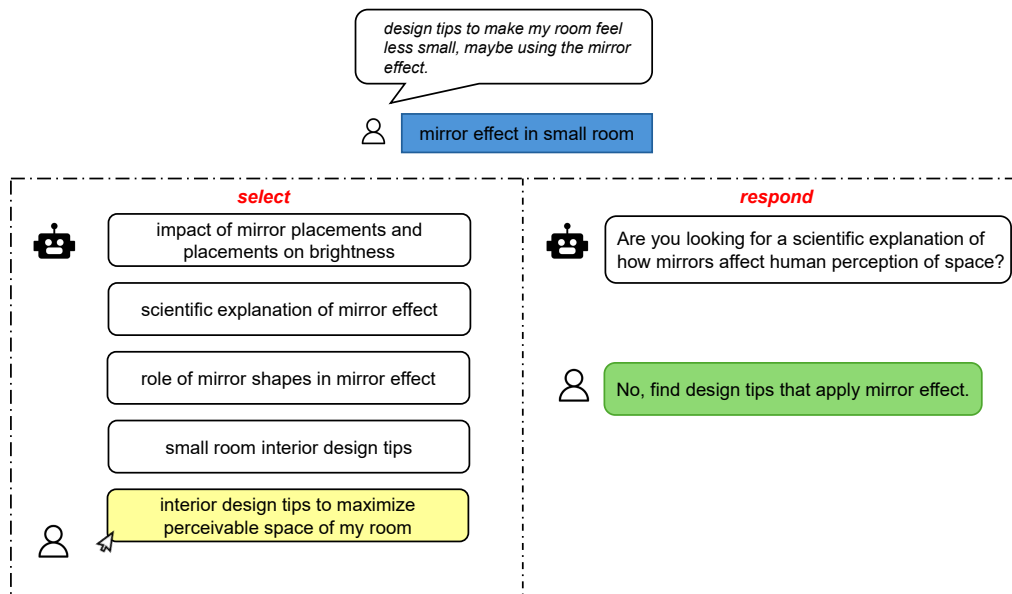 design tips to make my room feel
less small, maybe using the mirror
effect.
mirror effect in small room
select
impact of mirror placements and
placements on brightness
scientific explanation of mirror effect
role of mirror shapes in mirror effect
small room interior design tips
interior design tips to maximize
perceivable space of my room
respond
Are you looking for a scientific explanation of
how mirrors affect human perception of space?
No, find design tips that apply mirror effect.